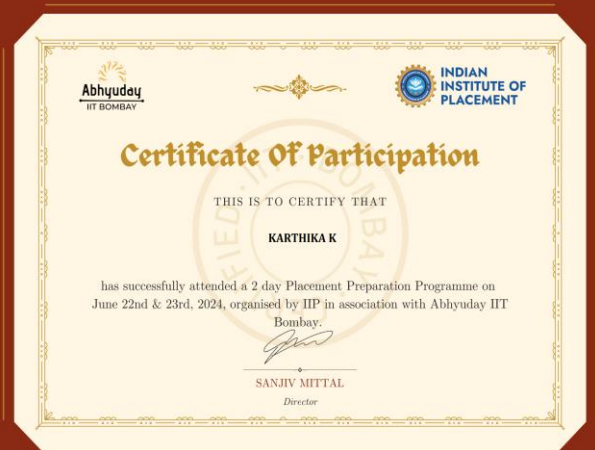 Abhyuday
IIT BOMBAY
INDIAN
INSTITUTE OF
PLACEMENT
Certificate Of Participation
THIS IS TO CERTIFY THAT
KARTHIKA K
has successfully attended a 2 day Placement Preparation Programme on
June 22nd & 23rd, 2024, organised by IIP in association with Abhyuday IIT
Bombay.
SANJIV MITTAL
Director